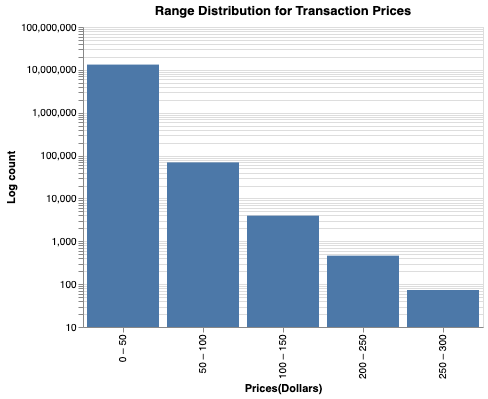 Range Distribution for Transaction Prices
100,000,000
10,000,000
1,000,000
100,000
10,000
1,000
100
10
Log count
0 – 50
50 – 100
100 – 150
200 – 250
250 – 300
Prices(Dollars)